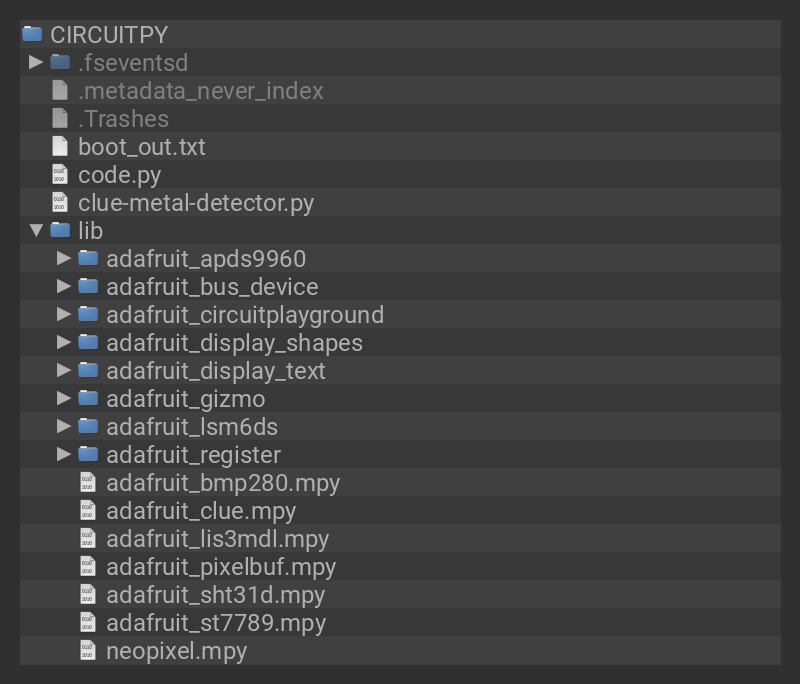 CIRCUITPY
.fseventsd
.metadata_never_index
.Trashes
boot_out.txt
code.py
clue-metal-detector.py
lib
adafruit_apds9960
adafruit_bus_device
adafruit_circuitplayground
adafruit_display_shapes
adafruit_display_text
adafruit_gizmo
adafruit_lsm6ds
adafruit_register
adafruit_bmp280.mpy
adafruit_clue.mpy
adafruit_lis3mdl.mpy
adafruit_pixelbuf.mpy
adafruit_sht31d.mpy
adafruit_st7789.mpy
neopixel.mpy